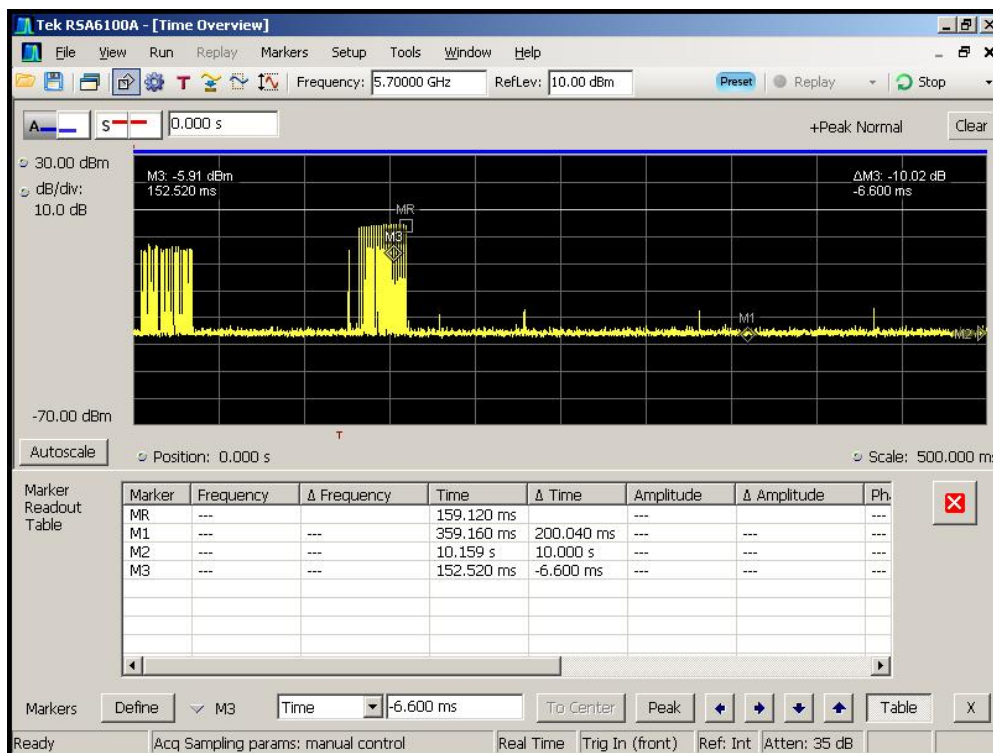 Tek RSA6100A - [Time Overview]
File View Run Replay Markers Setup Tools Window Help
T Frequency: 5.70000 GHz RefLev: 10.00 dBm Preset Replay Stop
A S 0.000 s +Peak Normal Clear
30.00 dBm
dB/div:
10.0 dB
M3: -5.91 dBm
152.520 ms
ΔM3: -10.02 dB
-6.600 ms
MR
M3
M1
M2
-70.00 dBm
T
Autoscale Position: 0.000 s Scale: 500.000 ms
Marker
Readout
Table
Marker Frequency Δ Frequency Time Δ Time Amplitude Δ Amplitude Ph
MR --- 159.120 ms --- ---
M1 --- --- 359.160 ms 200.040 ms --- --- ---
M2 --- --- 10.159 s 10.000 s --- --- ---
M3 --- --- 152.520 ms -6.600 ms --- --- ---
Markers Define M3 Time -6.600 ms To Center Peak Table X
Ready Acq Sampling params: manual control Real Time Trig In (front) Ref: Int Atten: 35 dB